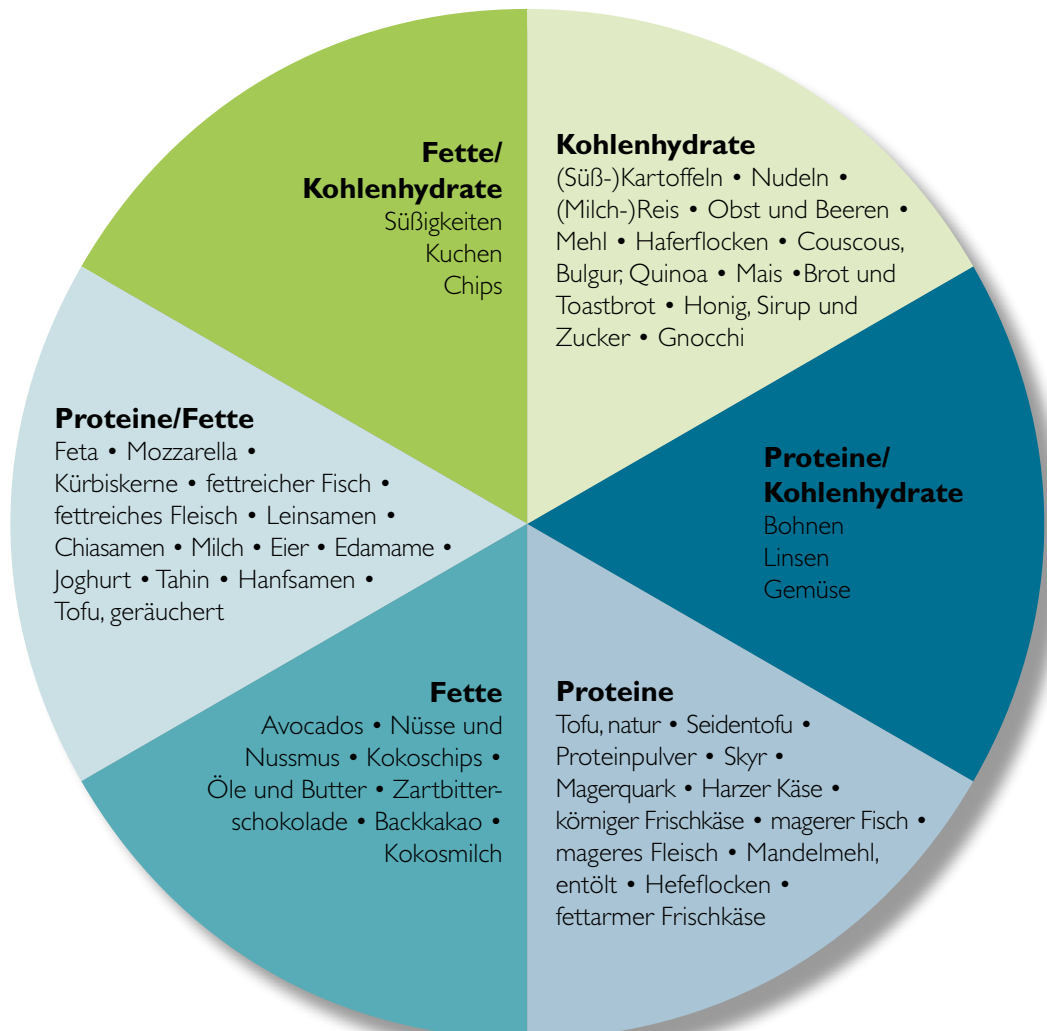 Fette/
Kohlenhydrate
Süßigkeiten
Kuchen
Chips
Kohlenhydrate
(Süß-)Kartoffeln • Nudeln •
(Milch-)Reis • Obst und Beeren •
Mehl • Haferflocken • Couscous,
Bulgur, Quinoa • Mais •Brot und
Toastbrot • Honig, Sirup und
Zucker • Gnocchi
Proteine/Fette
Feta • Mozzarella •
Kürbiskerne • fettreicher Fisch •
fettreiches Fleisch • Leinsamen •
Chiasamen • Milch • Eier • Edamame •
Joghurt • Tahin • Hanfsamen •
Tofu, geräuchert
Proteine/
Kohlenhydrate
Bohnen
Linsen
Gemüse
Fette
Avocados • Nüsse und
Nussmus • Kokoschips •
Öle und Butter • Zartbitter-
schokolade • Backkakao •
Kokosmilch
Proteine
Tofu, natur • Seidentofu •
Proteinpulver • Skyr •
Magerquark • Harzer Käse •
körniger Frischkäse • magerer Fisch •
mageres Fleisch • Mandelmehl,
entölt • Hefeflocken •
fettarmer Frischkäse